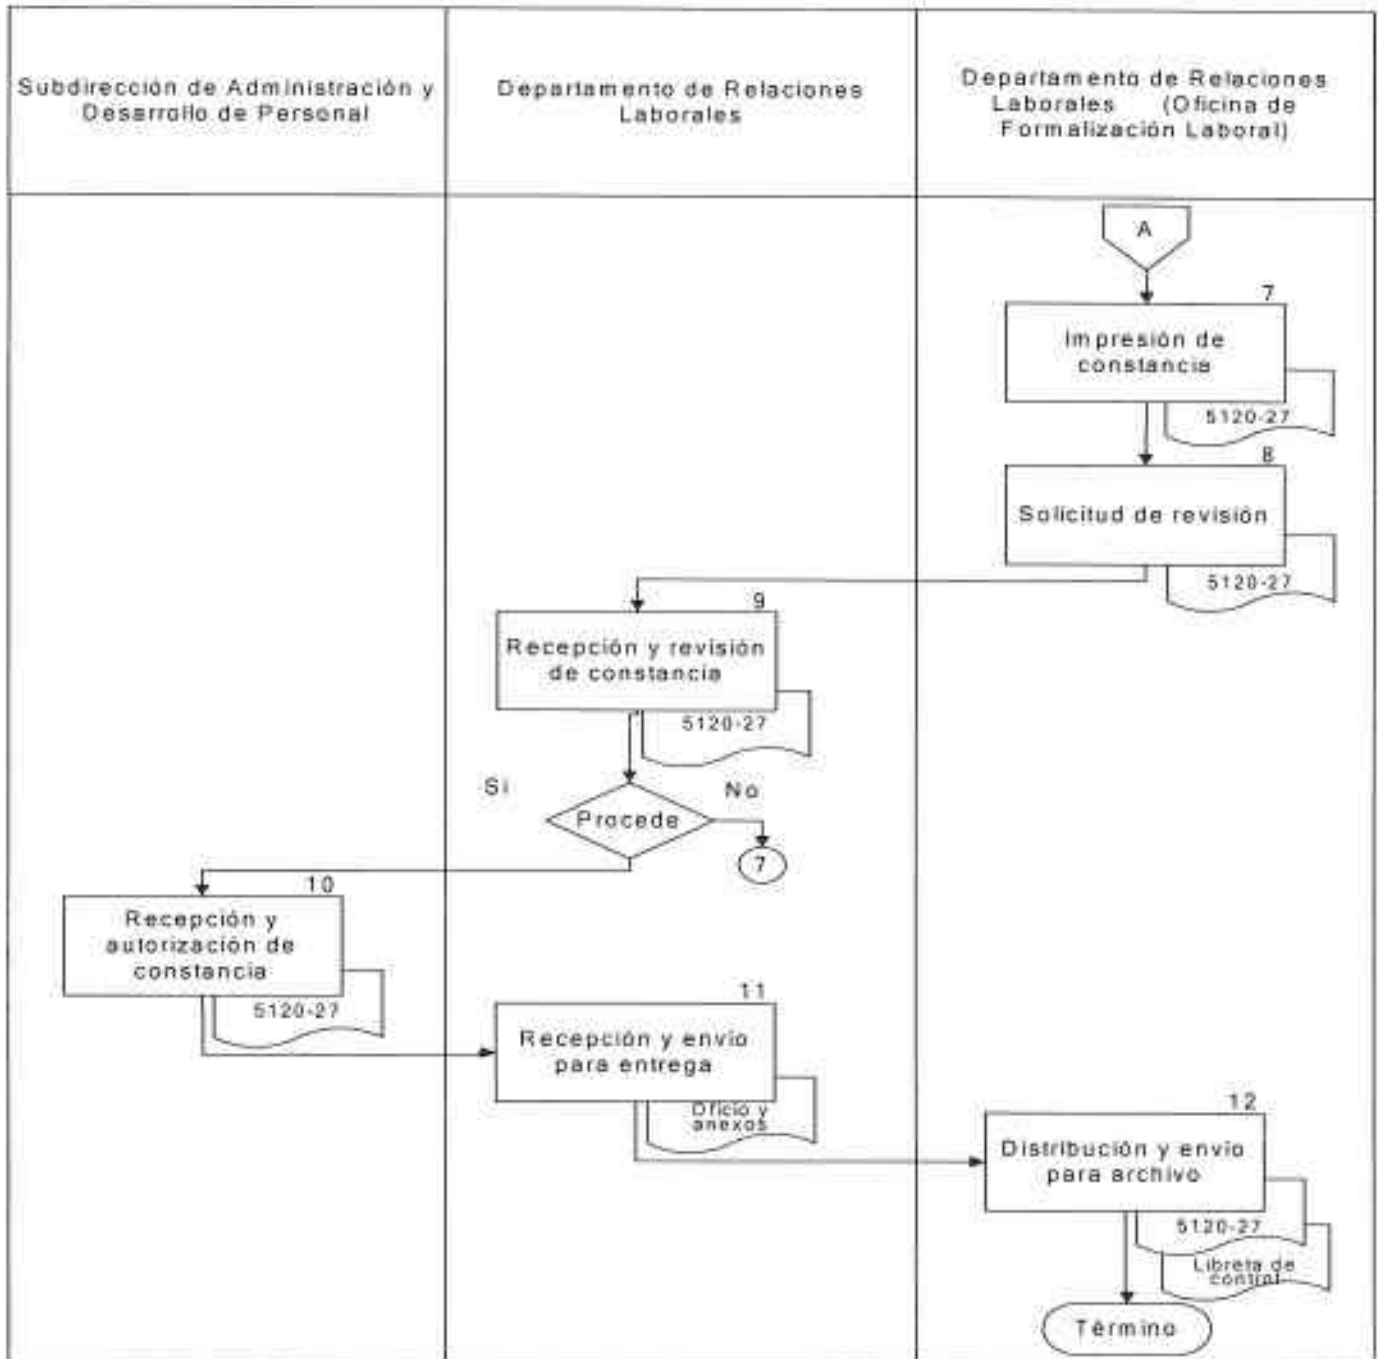 Subdirección de Administración y
Desarrollo de Personal
Departamento de Relaciones
Laborales
Departamento de Relaciones
Laborales (Oficina de
Formalización Laboral)
A
7
Impresión de
constancia
5120-27
8
Solicitud de revisión
5120-27
9
Recepción y revisión
de constancia
5120-27
Si
No
Procede
7
10
Recepción y
autorización de
constancia
5120-27
11
Recepción y envío
para entrega
Oficio y
anexos
12
Distribución y envío
para archivo
5120-27
Libreta de
control
Término